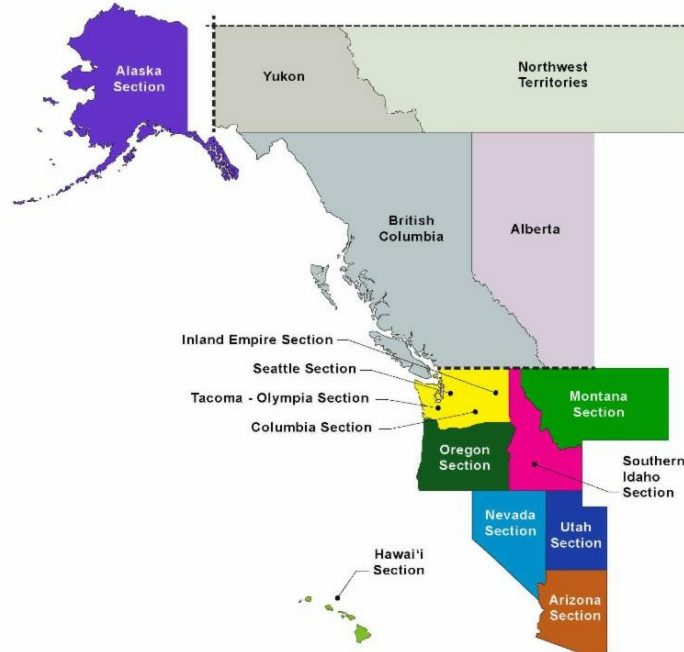 Alaska
Section
Yukon
Northwest
Territories
British
Columbia
Alberta
Inland Empire Section
Seattle Section
Tacoma - Olympia Section
Columbia Section
Montana
Section
Oregon
Section
Southern
Idaho
Section
Nevada
Section
Utah
Section
Hawai‘i
Section
Arizona
Section